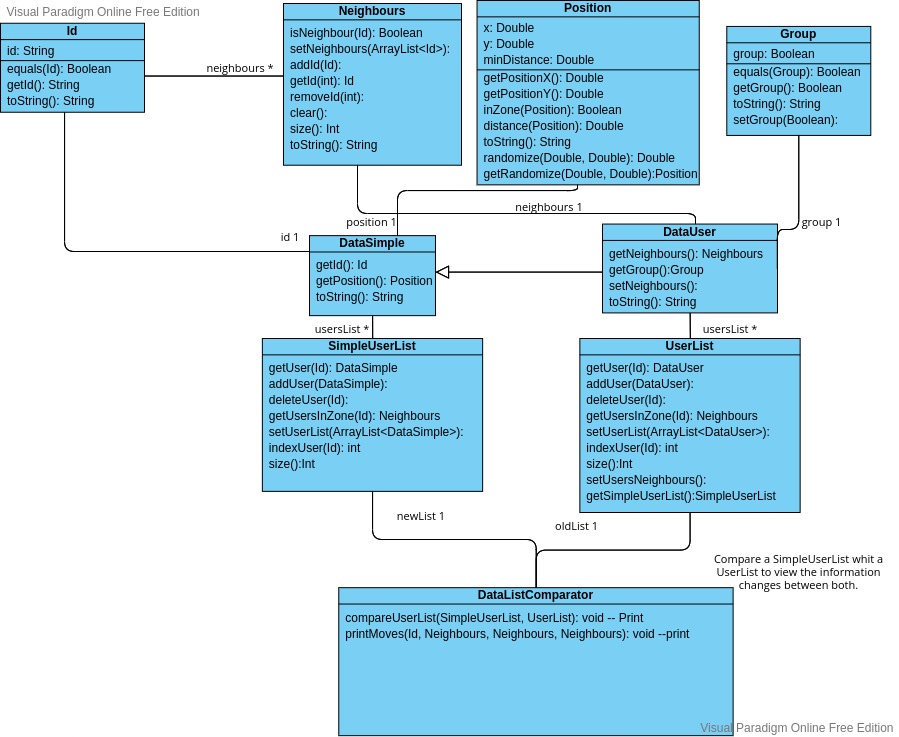 Visual Paradigm Online Free Edition
Id
id: String
equals(Id): Boolean
getId(): String
toString(): String
neighbours *
Neighbours
isNeighbour(Id): Boolean
setNeighbours(ArrayList<Id>):
addId(Id):
getId(int): Id
removeId(int):
clear():
size(): Int
toString(): String
Position
x: Double
y: Double
minDistance: Double
getPositionX(): Double
getPositionY(): Double
inZone(Position): Boolean
distance(Position): Double
toString(): String
randomize(Double, Double): Double
getRandomize(Double, Double):Position
Group
group: Boolean
equals(Group): Boolean
getGroup(): Boolean
toString(): String
setGroup(Boolean):
id 1
position 1
neighbours 1
group 1
DataSimple
getId(): Id
getPosition(): Position
toString(): String
DataUser
getNeighbours(): Neighbours
getGroup():Group
setNeighbours():
toString(): String
usersList *
usersList *
SimpleUserList
getUser(Id): DataSimple
addUser(DataSimple):
deleteUser(Id):
getUsersInZone(Id): Neighbours
setUserList(ArrayList<DataSimple>):
indexUser(Id): int
size():Int
UserList
getUser(Id): DataUser
addUser(DataUser):
deleteUser(Id):
getUsersInZone(Id): Neighbours
setUserList(ArrayList<DataUser>):
indexUser(Id): int
size():Int
setUsersNeighbours():
getSimpleUserList():SimpleUserList
newList 1
oldList 1
Compare a SimpleUserList whit a
UserList to view the information
changes between both.
DataListComparator
compareUserList(SimpleUserList, UserList): void -- Print
printMoves(Id, Neighbours, Neighbours, Neighbours): void --print
Visual Paradigm Online Free Edition